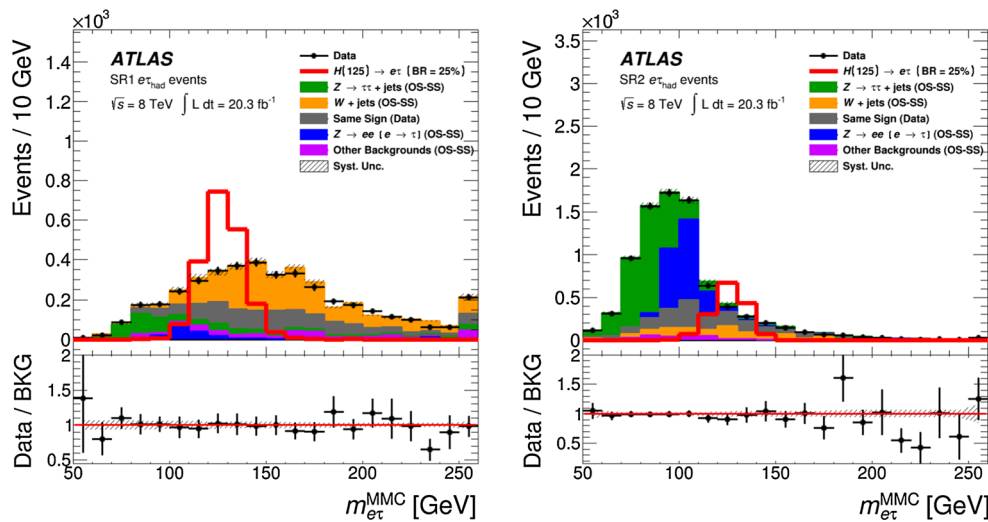 ×10³
ATLAS
SR1 eτhad events
√s = 8 TeV ∫ L dt = 20.3 fb⁻¹
Data
H(125) → eτ (BR = 25%)
Z → ττ + jets (OS-SS)
W + jets (OS-SS)
Same Sign (Data)
Z → ee [e → τ] (OS-SS)
Other Backgrounds (OS-SS)
Syst. Unc.
Events / 10 GeV
1.4
1.2
1
0.8
0.6
0.4
0.2
0
Data / BKG
2
1.5
1
0.5
50 100 150 200 250
m_{eτ}^{MMC} [GeV]
×10³
ATLAS
SR2 eτhad events
√s = 8 TeV ∫ L dt = 20.3 fb⁻¹
Data
H(125) → eτ (BR = 25%)
Z → ττ + jets (OS-SS)
W + jets (OS-SS)
Same Sign (Data)
Z → ee [e → τ] (OS-SS)
Other Backgrounds (OS-SS)
Syst. Unc.
Events / 10 GeV
3.5
3
2.5
2
1.5
1
0.5
0
Data / BKG
2
1.5
1
0.5
50 100 150 200 250
m_{eτ}^{MMC} [GeV]